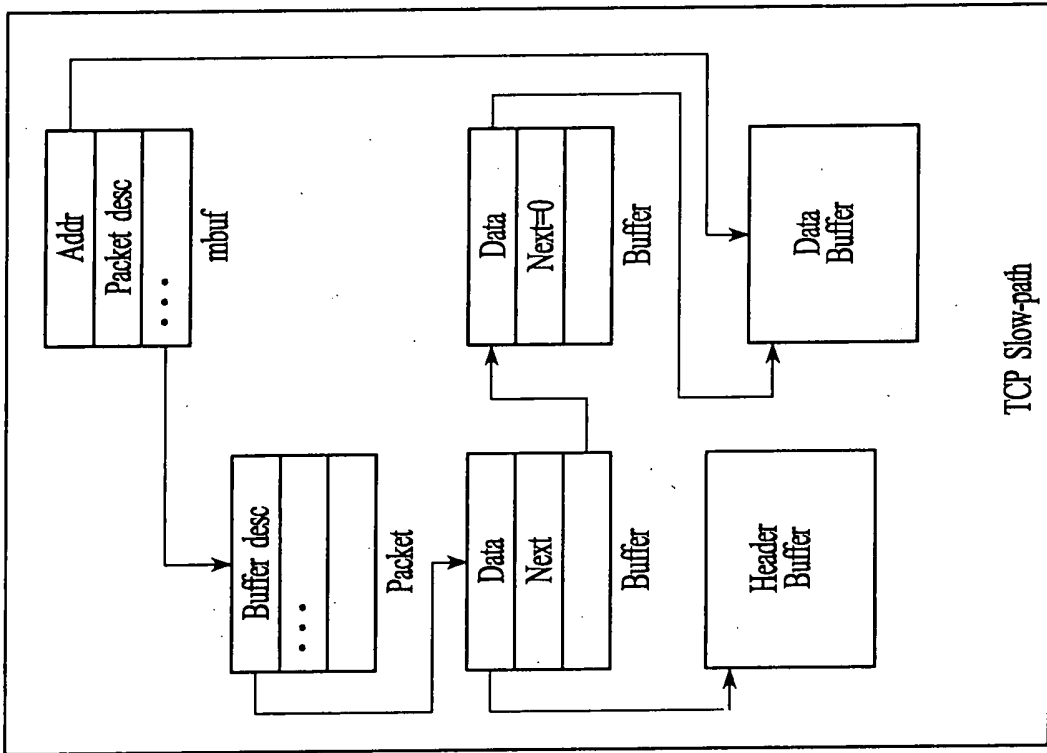 Addr
Packet desc
• • •
mbuf
Buffer desc
• • •
Packet
Data
Next
Buffer
Data
Next=0
Buffer
Header
Buffer
Data
Buffer
TCP Slow-path